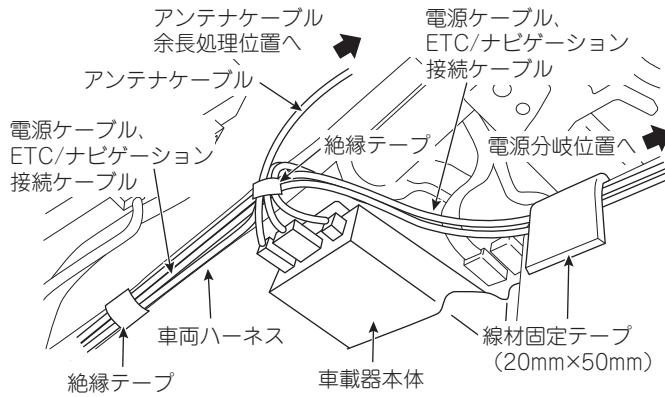 アンテナケーブル
余長処理位置へ
アンテナケーブル
電源ケーブル、
ETC/ナビゲーション
接続ケーブル
電源ケーブル、
ETC/ナビゲーション
接続ケーブル
絶縁テープ
電源分岐位置へ
車両ハーネス
絶縁テープ
車載器本体
線材固定テープ
（20mm×50mm）